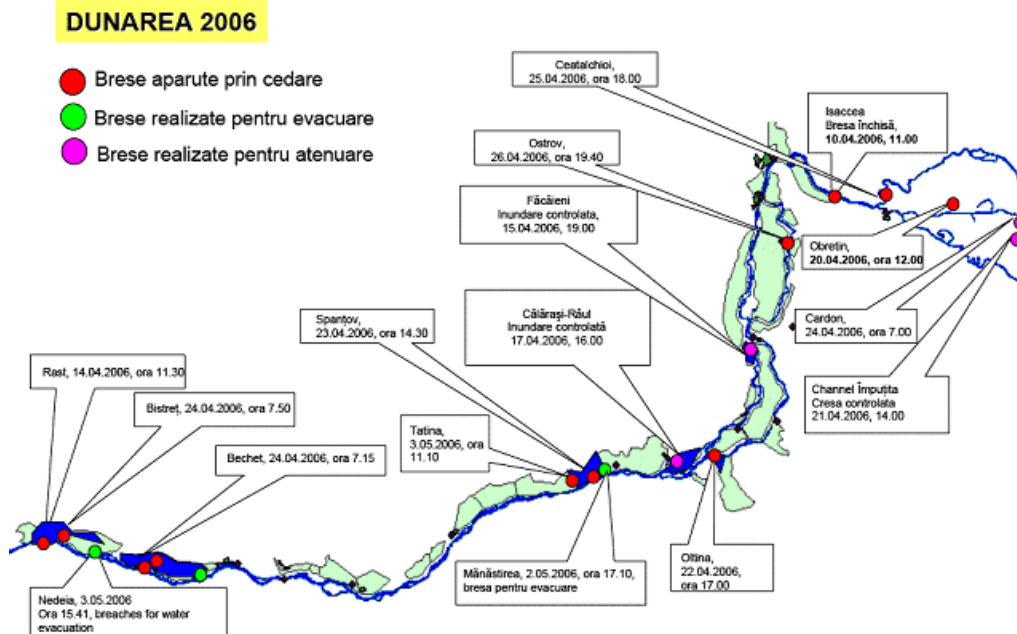 DUNAREA 2006
Brese aparute prin cedare
Brese realizate pentru evacuare
Brese realizate pentru atenuare
Ceatalchioi,
25.04.2006, ora 18.00
Isaccea
Bresa închisă,
10.04.2006, 11.00
Ostrov,
26.04.2006, ora 19.40
Făcăieni
Inundare controlata,
15.04.2006, 19.00
Obretin,
20.04.2006, ora 12.00
Călăraşi-Răul
Inundare controlată
17.04.2006, 16.00
Cardon,
24.04.2006, ora 7.00
Spanţov,
23.04.2006, ora 14.30
Rast, 14.04.2006, ora 11.30
Channel Împuţita
Cresa controlata
21.04.2006, 14.00
Bistreţ, 24.04.2006, ora 7.50
Tatina,
3.05.2006, ora
11.10
Bechet, 24.04.2006, ora 7.15
Oltina,
22.04.2006,
ora 17.00
Mănăstirea, 2.05.2006, ora 17.10,
bresa pentru evacuare
Nedeia, 3.05.2006
Ora 15.41, breaches for water
evacuation